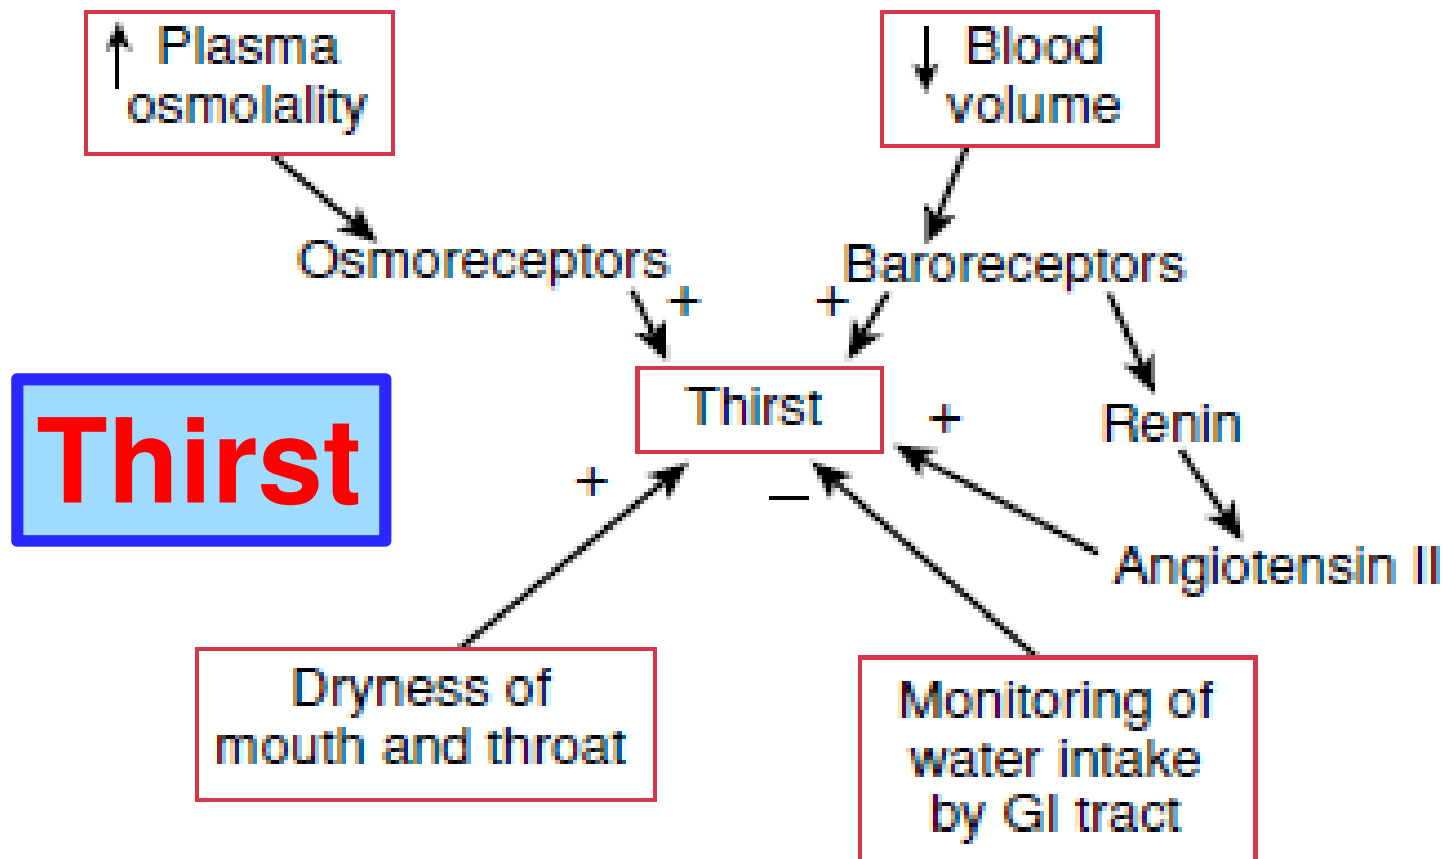 ↑ Plasma
osmolality
↓ Blood
volume
Osmoreceptors
Baroreceptors
+
+
Thirst
+
Renin
Thirst
+
–
Angiotensin II
Dryness of
mouth and throat
Monitoring of
water intake
by GI tract